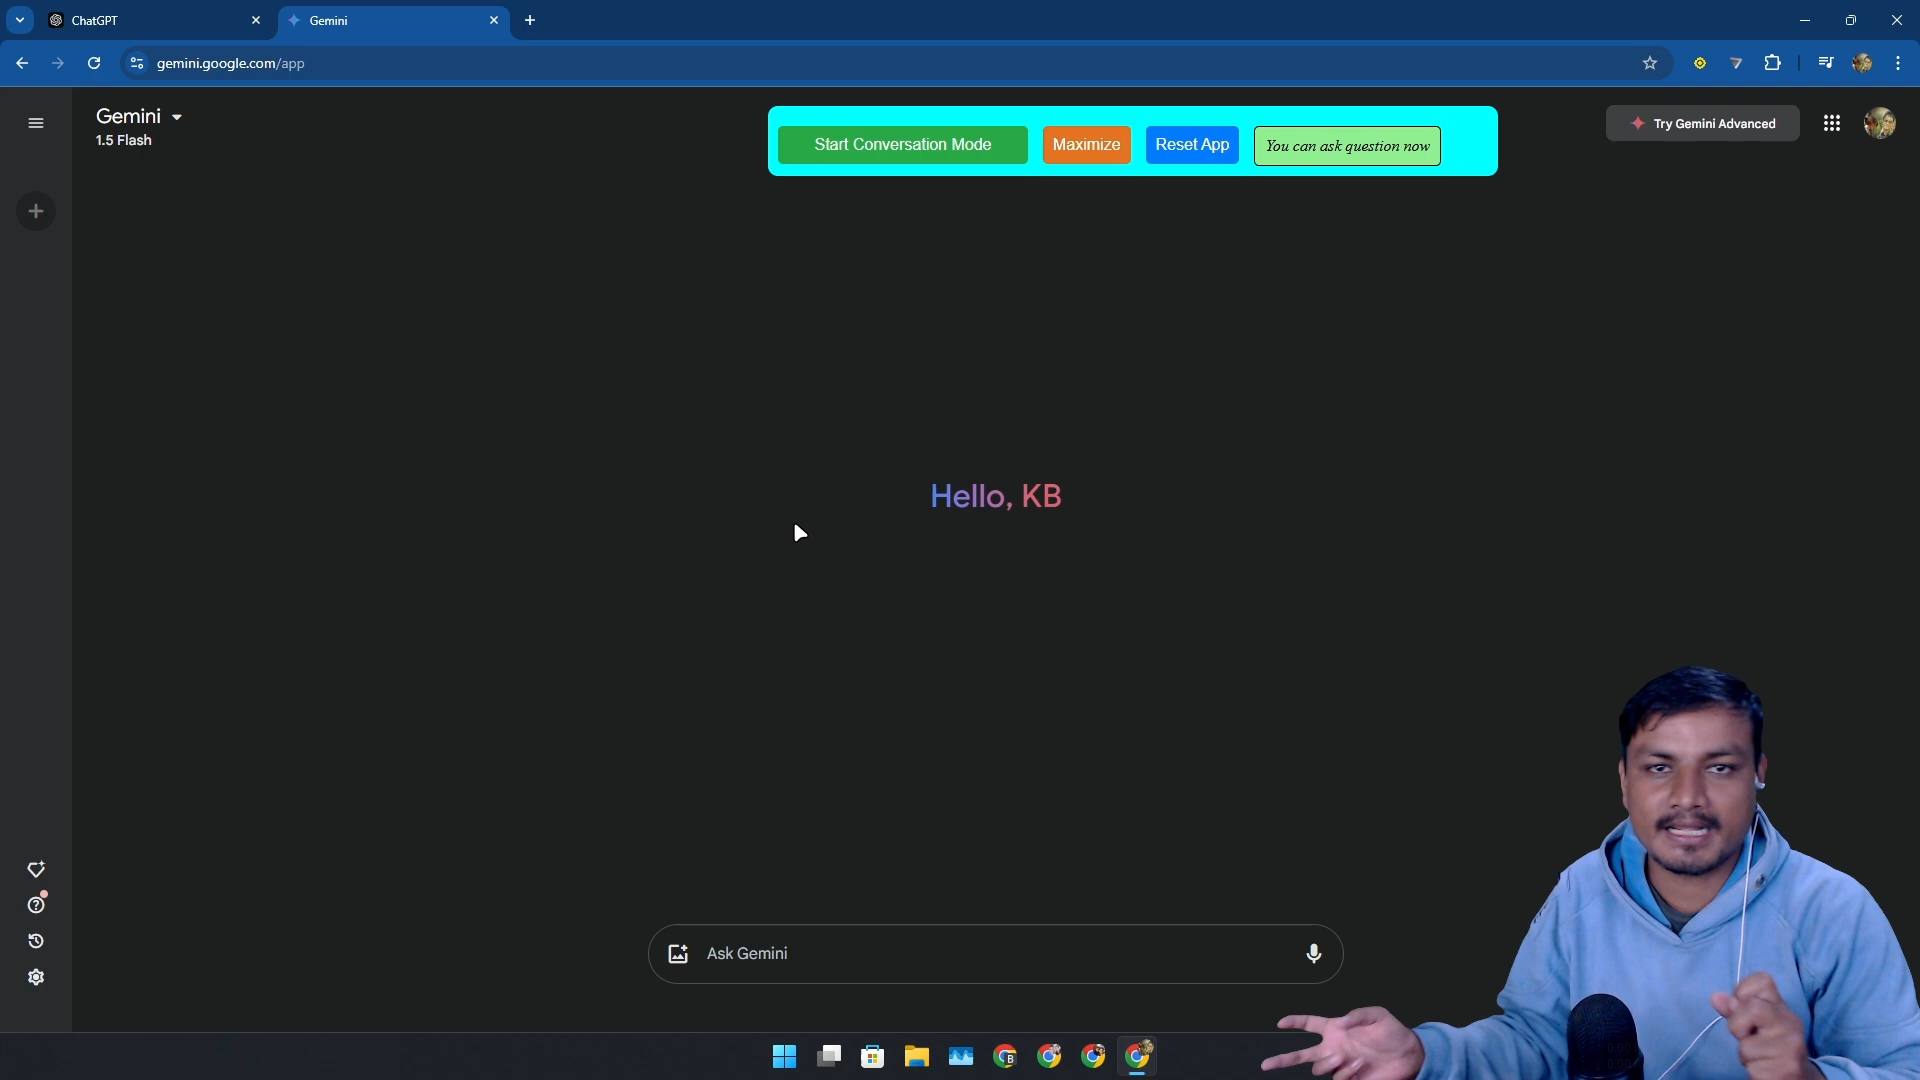 ChatGPT
Gemini
gemini.google.com/app
Gemini
1.5 Flash
Start Conversation Mode
Maximize
Reset App
You can ask question now
Try Gemini Advanced
Hello, KB
Ask Gemini
B